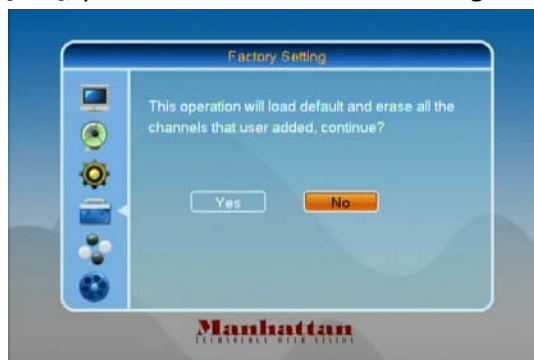 Factory Setting
This operation will load default and erase all the
channels that user added, continue?
Yes No
Manhattan